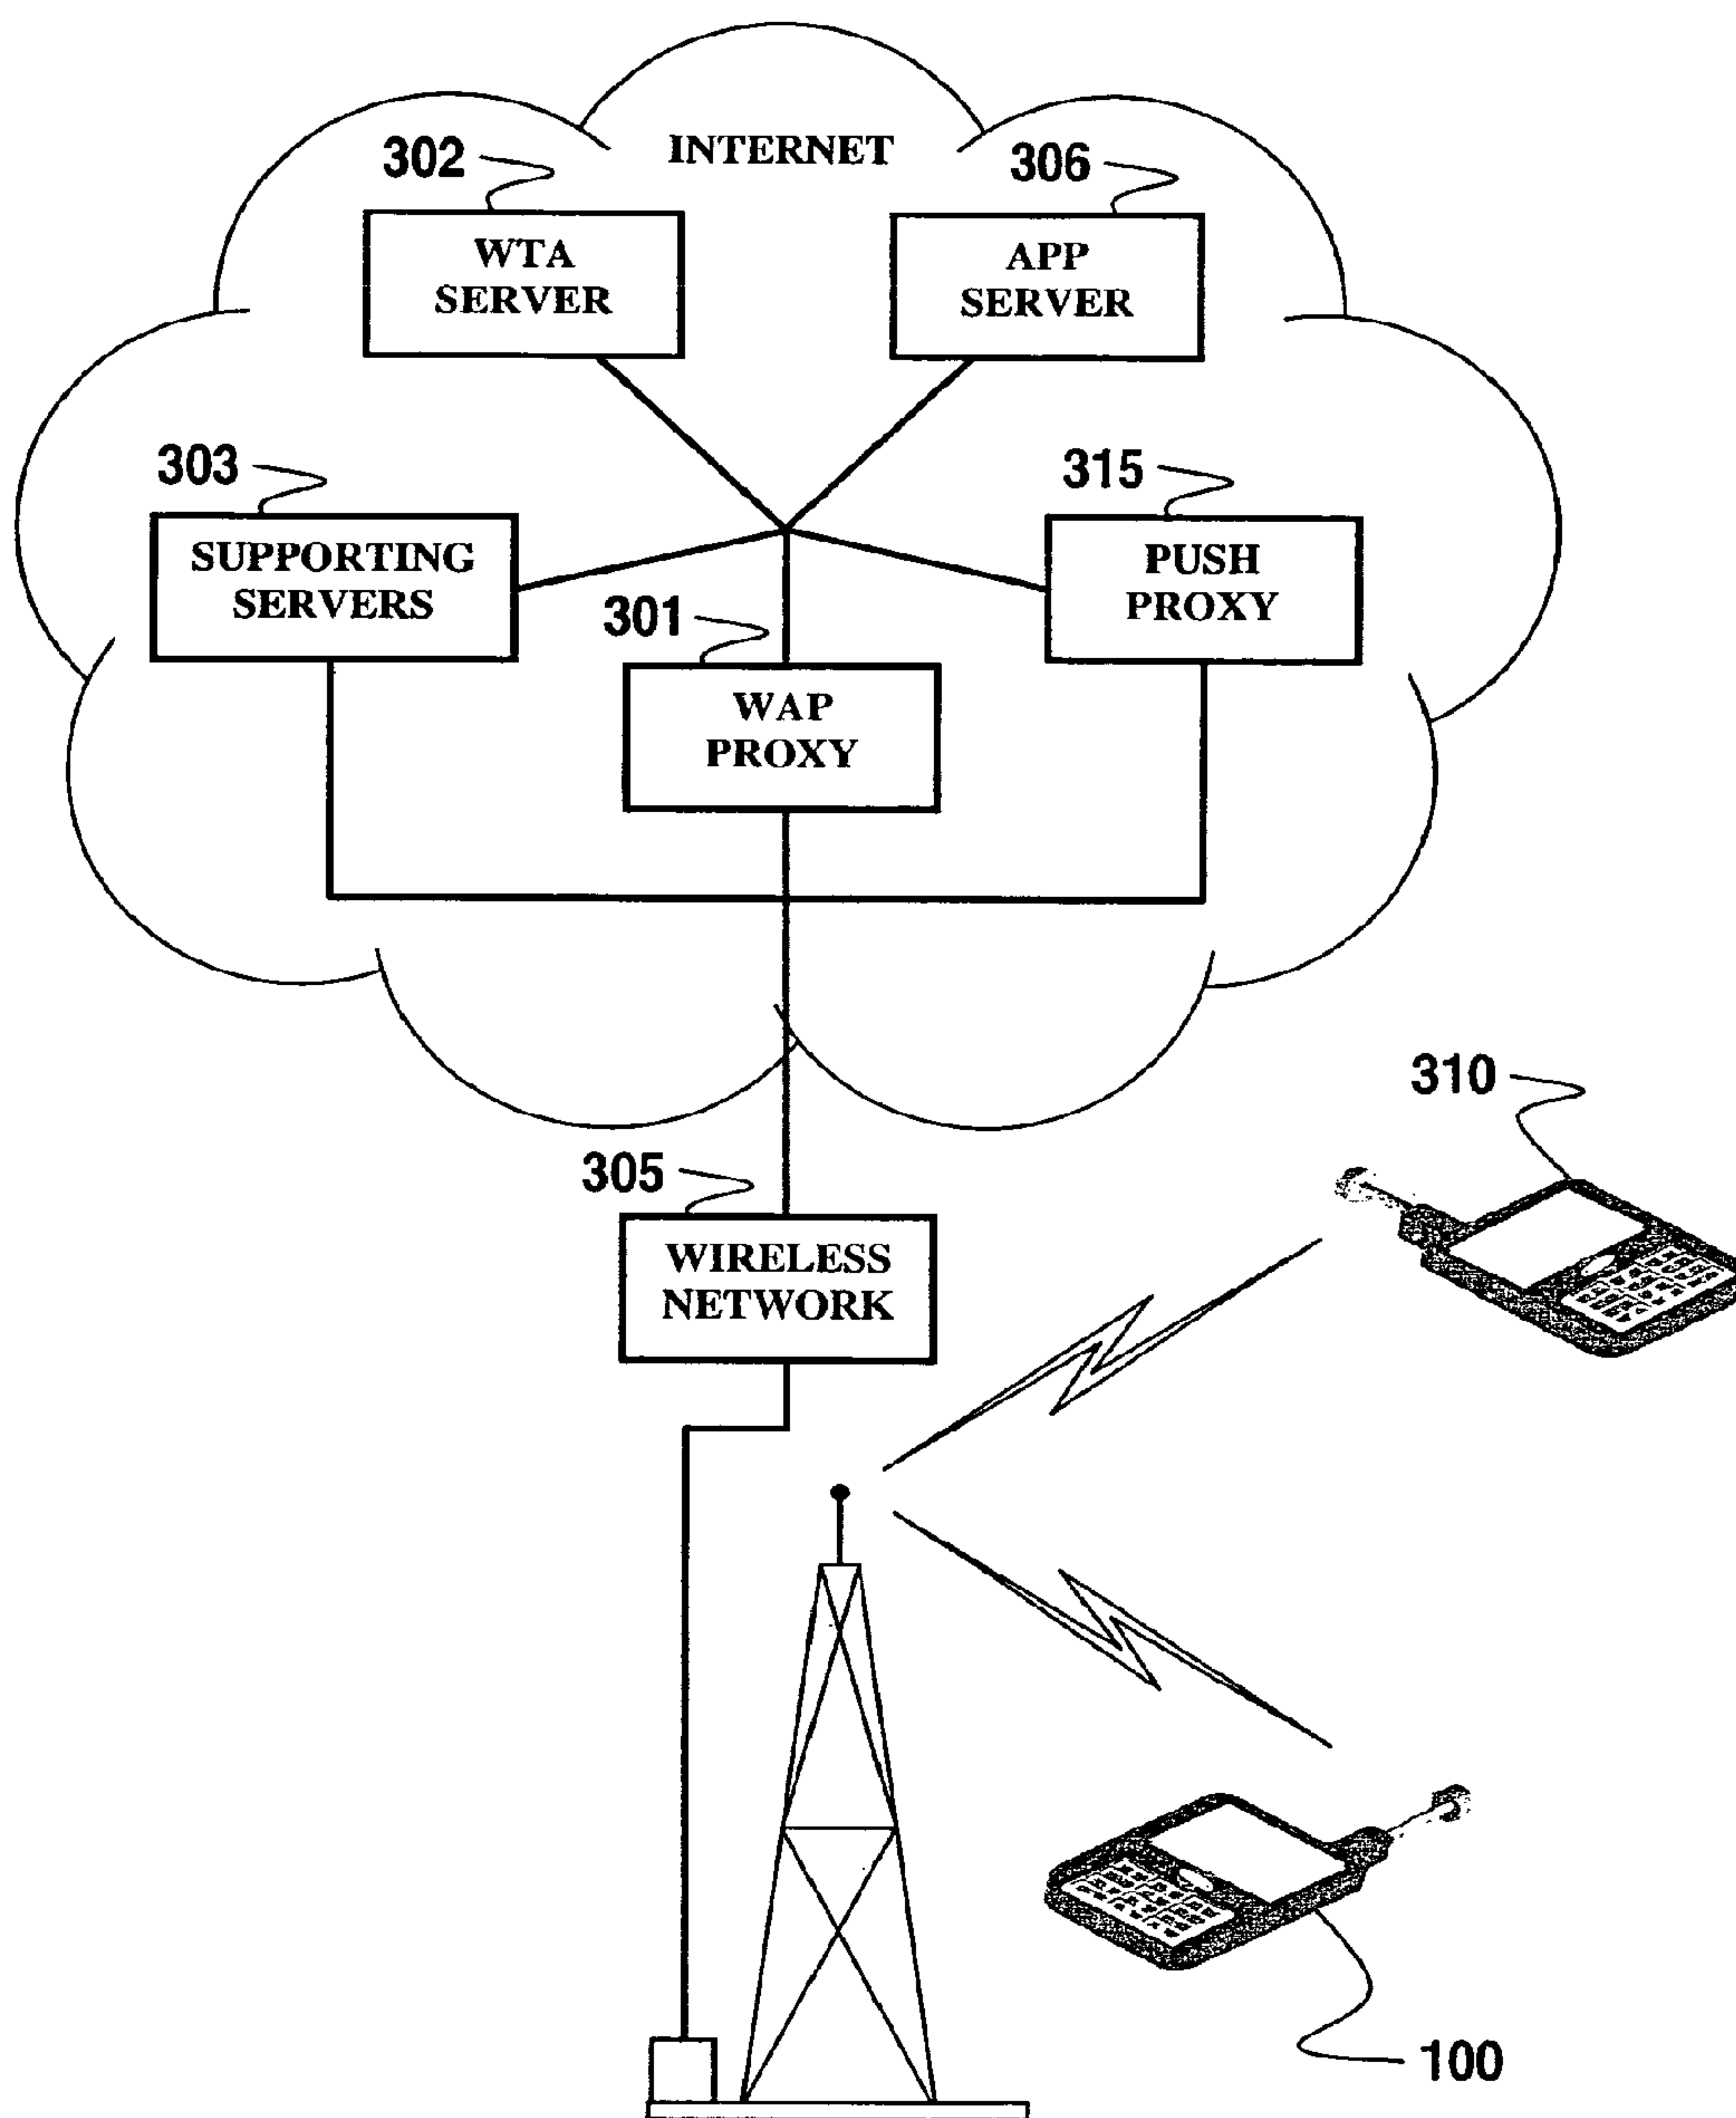 INTERNET
302
306
WTA
SERVER
APP
SERVER
303
315
SUPPORTING
SERVERS
PUSH
PROXY
301
WAP
PROXY
310
305
WIRELESS
NETWORK
100